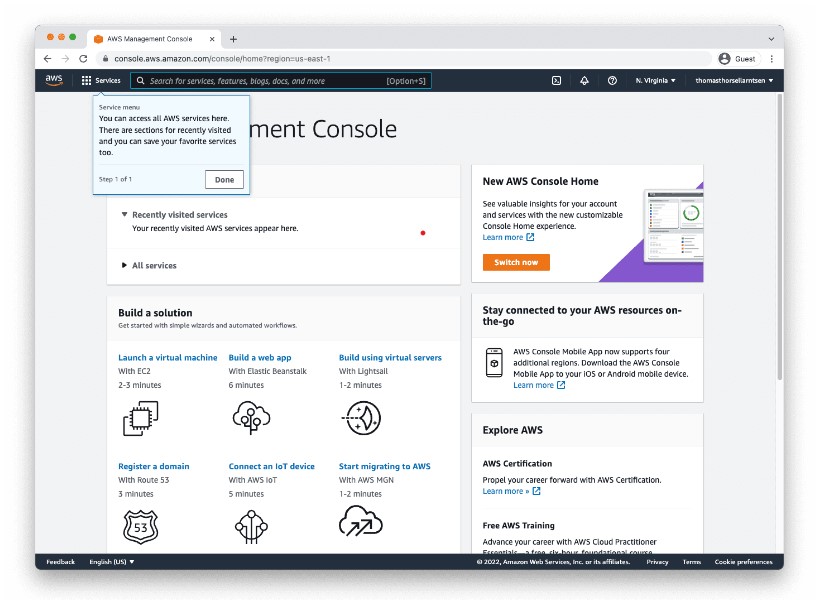 AWS Management Console
console.aws.amazon.com/console/home?region=us-east-1
Guest
aws
Services
Search for services, features, blogs, docs, and more
[Option+S]
N. Virginia
thomasthorsellarntsen
Service menu
You can access all AWS services here.
There are sections for recently visited
and you can save your favorite services
too.
Step 1 of 1
Done
ment Console
Recently visited services
Your recently visited AWS services appear here.
All services
Build a solution
Get started with simple wizards and automated workflows.
Launch a virtual machine
With EC2
2-3 minutes
Build a web app
With Elastic Beanstalk
6 minutes
Build using virtual servers
With Lightsail
1-2 minutes
Register a domain
With Route 53
3 minutes
53
Connect an IoT device
With AWS IoT
5 minutes
Start migrating to AWS
With AWS MGN
1-2 minutes
New AWS Console Home
See valuable insights for your account
and services with the new customizable
Console Home experience.
Learn more
Switch now
Stay connected to your AWS resources on-
the-go
AWS Console Mobile App now supports four
additional regions. Download the AWS Console
Mobile App to your iOS or Android mobile device.
Learn more
Explore AWS
AWS Certification
Propel your career forward with AWS Certification.
Learn more »
Free AWS Training
Advance your career with AWS Cloud Practitioner
Essentials—a free, six-hour, foundational course.
Feedback
English (US)
© 2022, Amazon Web Services, Inc. or its affiliates.
Privacy
Terms
Cookie preferences